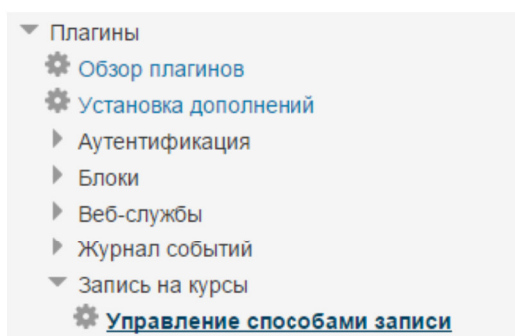 Плагины
Обзор плагинов
Установка дополнений
Аутентификация
Блоки
Веб-службы
Журнал событий
Запись на курсы
Управление способами записи